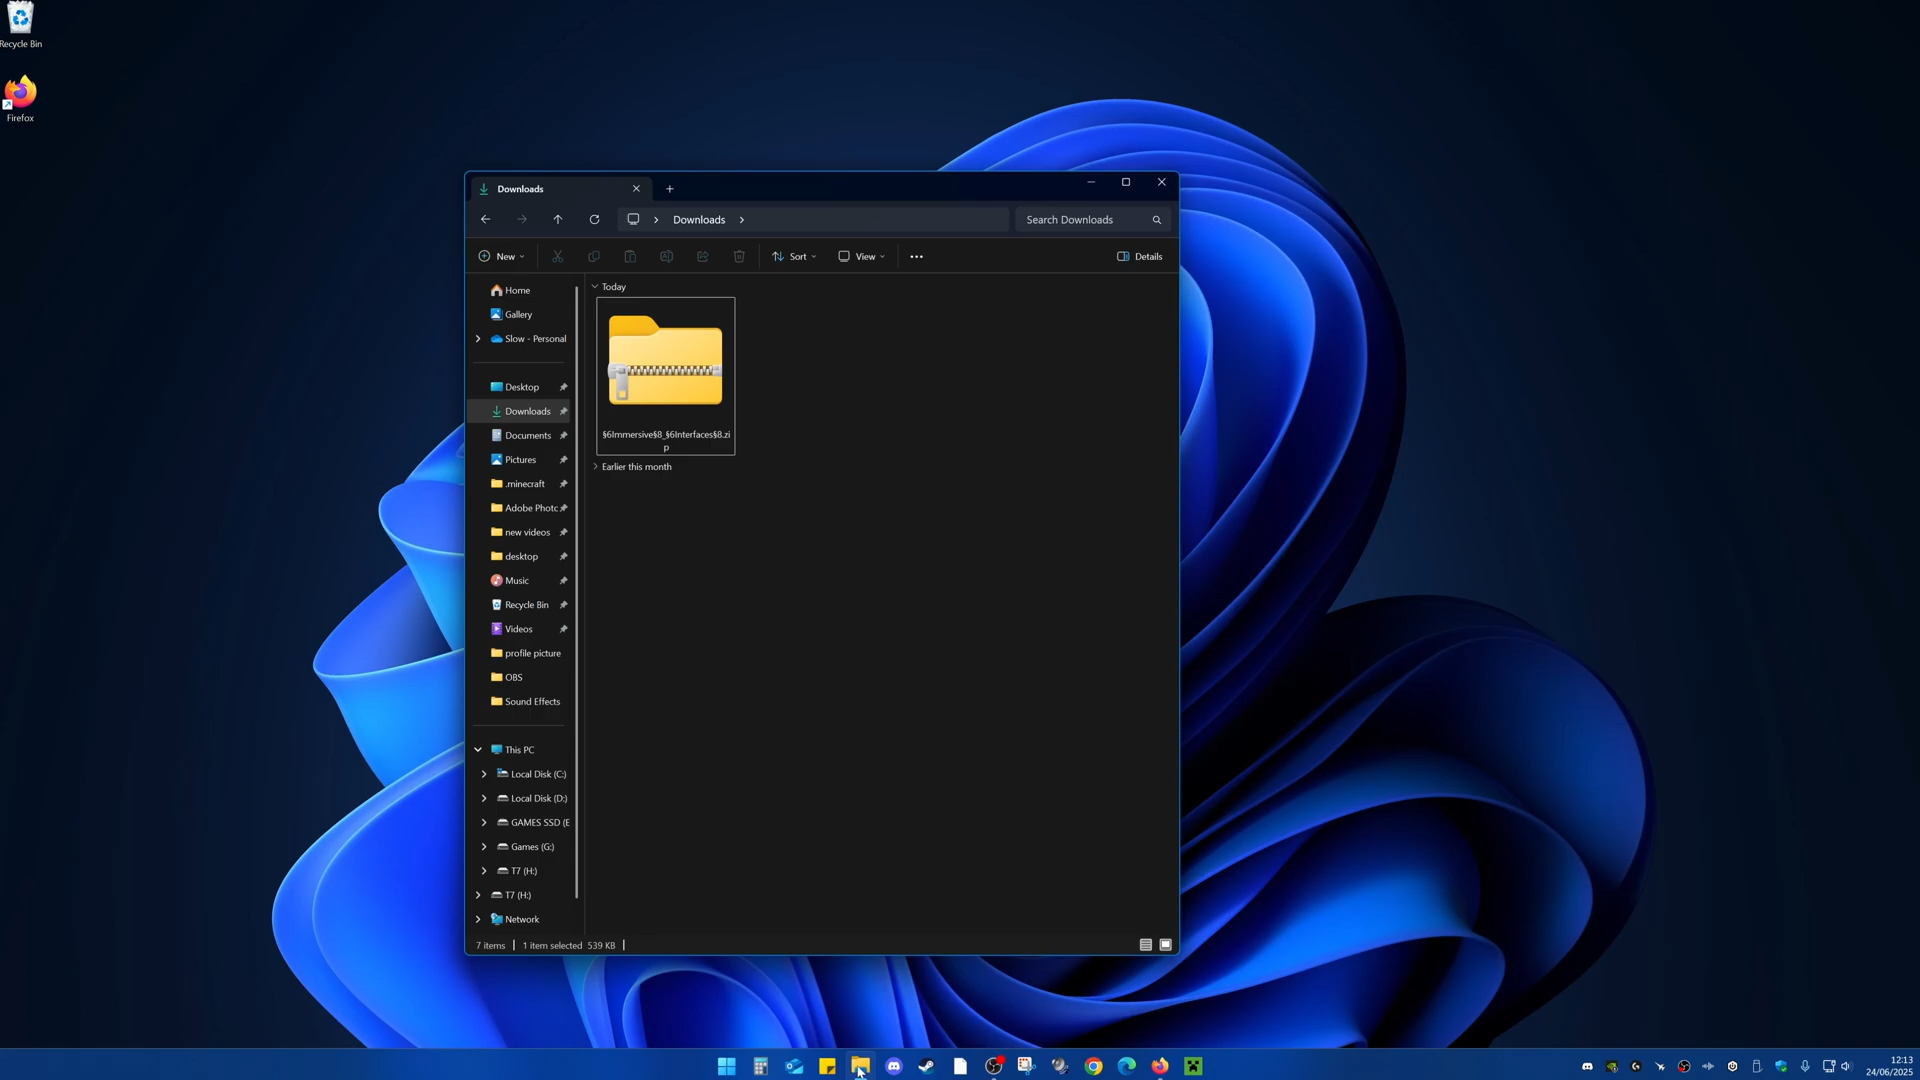 Recycle Bin
Firefox
Downloads
Downloads
Search Downloads
New
Sort
View
Details
Home
Gallery
Slow - Personal
Desktop
Downloads
Documents
Pictures
.minecraft
Adobe Photc
new videos
desktop
Music
Recycle Bin
Videos
profile picture
OBS
Sound Effects
This PC
Local Disk (C:)
Local Disk (D:)
GAMES SSD (E
Games (G:)
T7 (H:)
T7 (H:)
Network
Today
§6Immersive§8_§6Interfaces§8.zi
p
Earlier this month
7 items
1 item selected 539 KB
12:13
24/06/2025